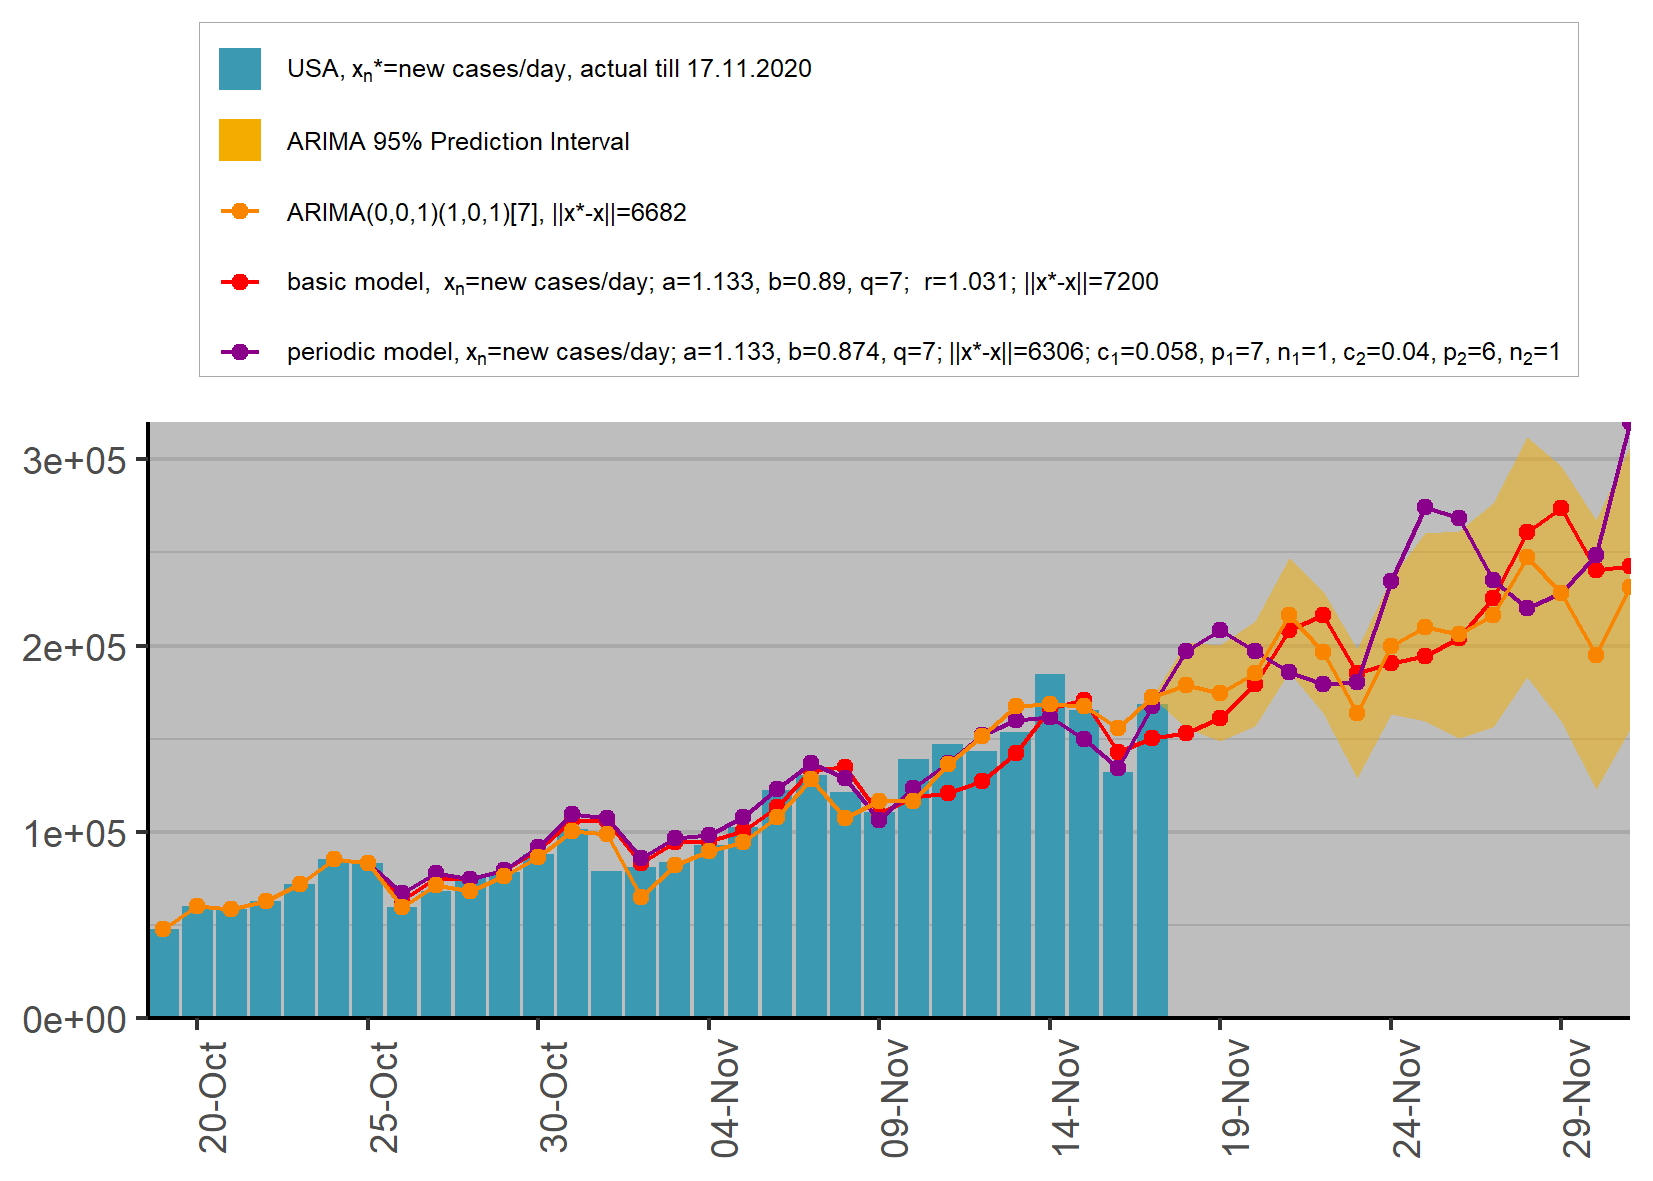 USA, xn*=new cases/day, actual till 17.11.2020
ARIMA 95% Prediction Interval
ARIMA(0,0,1)(1,0,1)[7], ||x*-x||=6682
basic model,  xn=new cases/day; a=1.133, b=0.89, q=7;  r=1.031; ||x*-x||=7200
periodic model, xn=new cases/day; a=1.133, b=0.874, q=7; ||x*-x||=6306; c1=0.058, p1=7, n1=1, c2=0.04, p2=6, n2=1
3e+05
2e+05
1e+05
0e+00
20-Oct
25-Oct
30-Oct
04-Nov
09-Nov
14-Nov
19-Nov
24-Nov
29-Nov